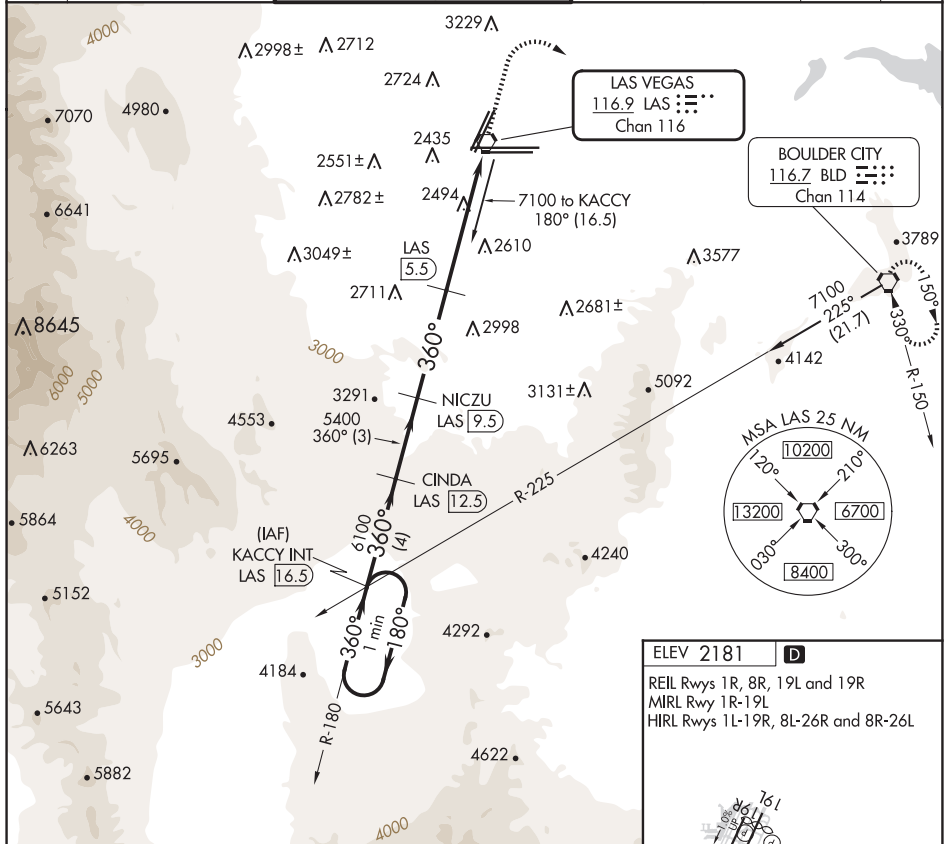 4000
3229
2998±
2712
2724
LAS VEGAS
116.9 LAS
Chan 116
7070
4980
2435
2551±
BOULDER CITY
116.7 BLD
Chan 114
2782±
2494
7100 to KACCY
180° (16.5)
6641
3789
3049±
LAS
5.5
2610
3577
2711
7100
225°
(21.7)
150°
330°
R-150
8645
2681±
2998
360°
3000
4142
6000
5000
3291
NICZU
LAS 9.5
3131±
5092
4553
5400
360° (3)
MSA LAS 25 NM
10200
120°
210°
13200
6700
030°
300°
8400
6263
5695
CINDA
LAS 12.5
R-225
5864
4000
6100
360°
(4)
(IAF)
KACCY INT
LAS 16.5
4240
5152
360°
1 min
180°
4292
3000
4184
ELEV 2181
D
REIL Rwys 1R, 8R, 19L and 19R
MIRL Rwy 1R-19L
HIRL Rwys 1L-19R, 8L-26R and 8R-26L
5643
R-180
4622
5882
4000
19L
19R
1.0%
UP